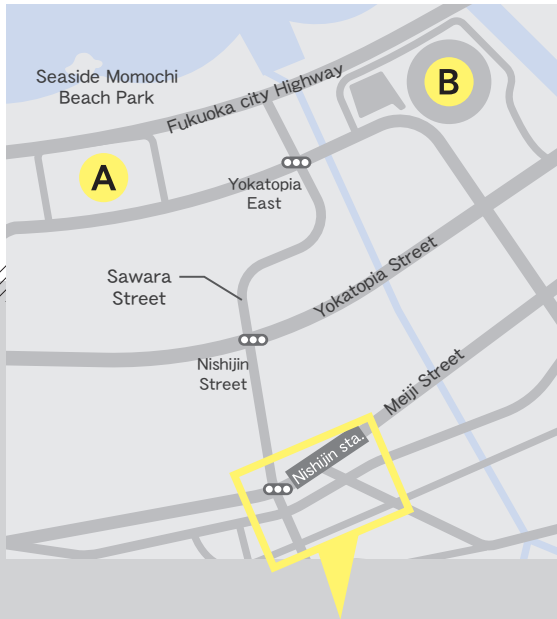 Seaside Momochi
Beach Park
Fukuoka city Highway
B
A
Yokatopia
East
Sawara
Street
Yokatopia Street
Nishijin
Street
Meiji Street
Nishijin sta.